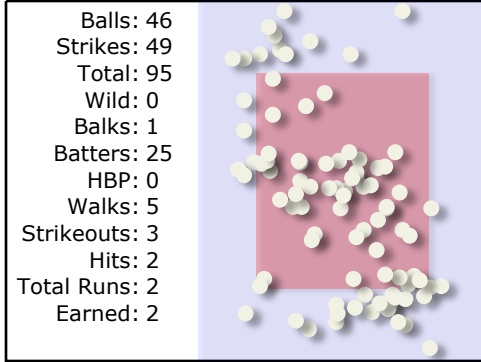 Balls: 46
Strikes: 49
Total: 95
Wild: 0
Balks: 1
Batters: 25
HBP: 0
Walks: 5
Strikeouts: 3
Hits: 2
Total Runs: 2
Earned: 2